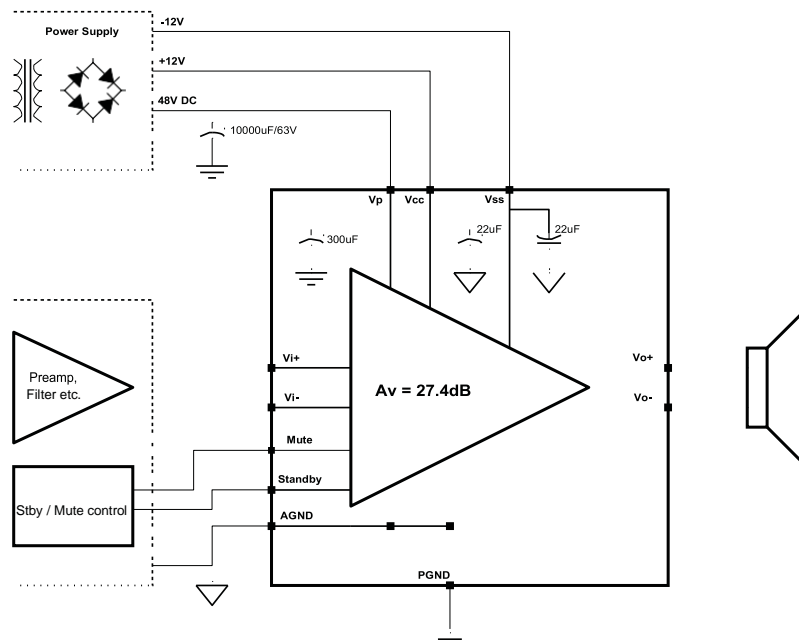 -12V
Power Supply
+12V
48V DC
10000uF/63V
Vp
Vcc
Vss
300uF
22uF
22uF
Vi+
Vo+
Preamp,
Filter etc.
Av = 27.4dB
Vi-
Vo-
Mute
Standby
Stby / Mute control
AGND
PGND